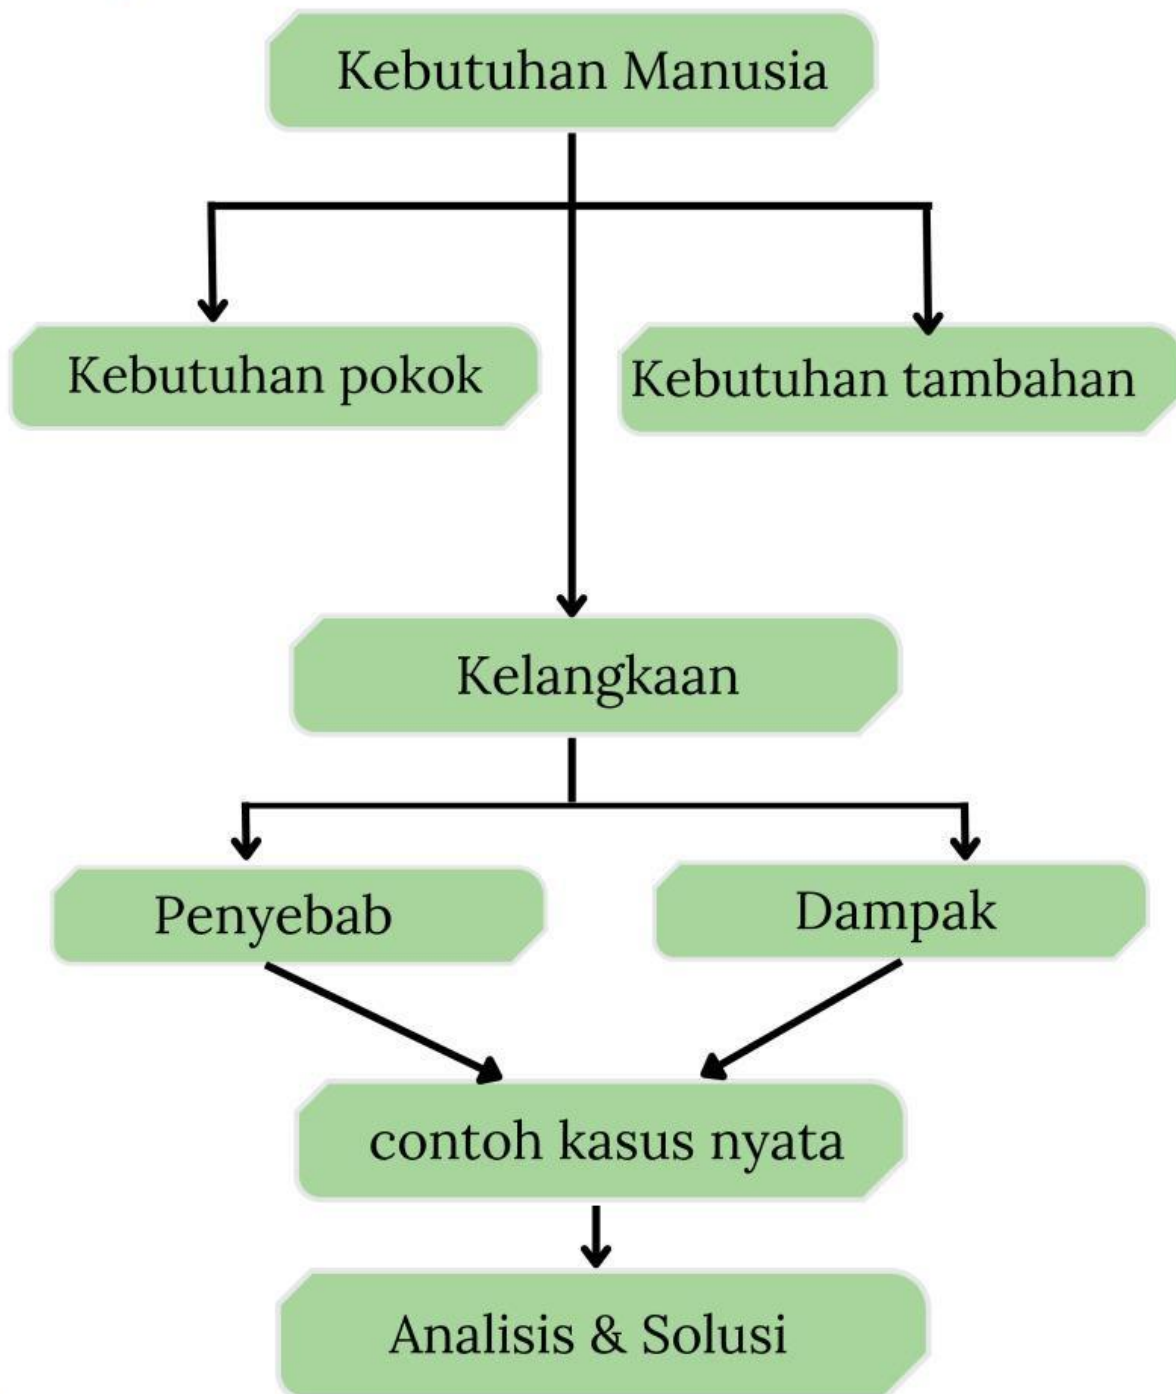 Kebutuhan Manusia
Kebutuhan pokok
Kebutuhan tambahan
Kelangkaan
Penyebab
Dampak
contoh kasus nyata
Analisis & Solusi